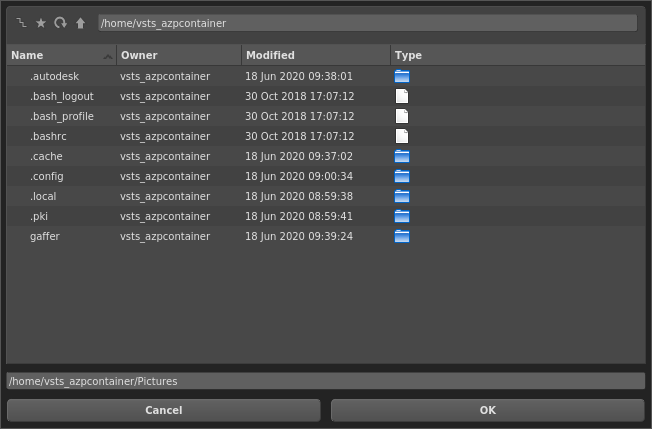 /home/vsts_azpcontainer
Name Owner Modified Type
.autodesk vsts_azpcontainer 18 Jun 2020 09:38:01
.bash_logout vsts_azpcontainer 30 Oct 2018 17:07:12
.bash_profile vsts_azpcontainer 30 Oct 2018 17:07:12
.bashrc vsts_azpcontainer 30 Oct 2018 17:07:12
.cache vsts_azpcontainer 18 Jun 2020 09:37:02
.config vsts_azpcontainer 18 Jun 2020 09:00:34
.local vsts_azpcontainer 18 Jun 2020 08:59:38
.pki vsts_azpcontainer 18 Jun 2020 08:59:41
gaffer vsts_azpcontainer 18 Jun 2020 09:39:24
/home/vsts_azpcontainer/Pictures
Cancel OK